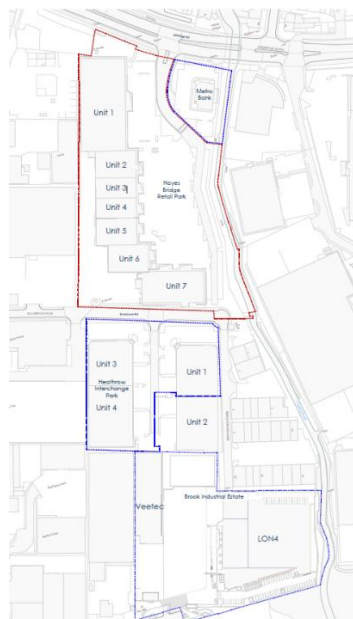 Metro
Bank
Unit 1
Unit 2
Unit 3
Unit 4
Unit 5
Unit 6
Unit 7
Hayes
Bridge
Retail Park
Unit 3
Heathrow
Interchange
Park
Unit 4
Unit 1
Unit 2
Brook Industrial Estate
Veetec
LON4